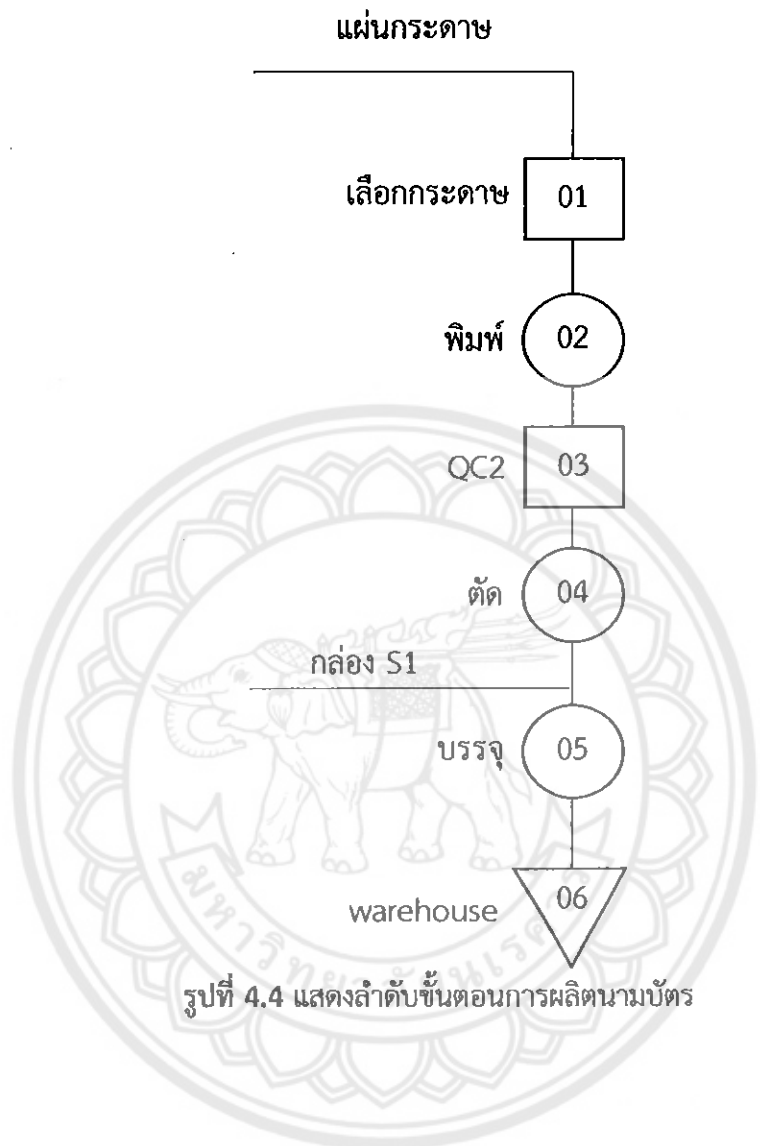 แผ่นกระดาษ
เลือกกระดาษ 01
พิมพ์ 02
QC2 03
ตัด 04
กล่อง S1
บรรจุ 05
warehouse 06
รูปที่ 4.4 แสดงลำดับขั้นตอนการผลิตนามบัตร